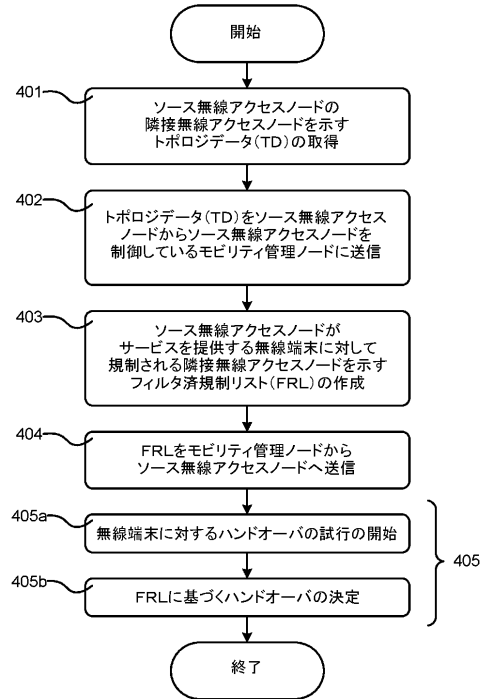 開始
401
ソース無線アクセスノードの
隣接無線アクセスノードを示す
トポロジデータ(TD)の取得
402
トポロジデータ(TD)をソース無線アクセス
ノードからソース無線アクセスノードを
制御しているモビリティ管理ノードに送信
403
ソース無線アクセスノードが
サービスを提供する無線端末に対して
規制される隣接無線アクセスノードを示す
フィルタ済規制リスト(FRL)の作成
404
FRLをモビリティ管理ノードから
ソース無線アクセスノードへ送信
405a
無線端末に対するハンドオーバの試行の開始
405
405b
FRLに基づくハンドオーバの決定
終了